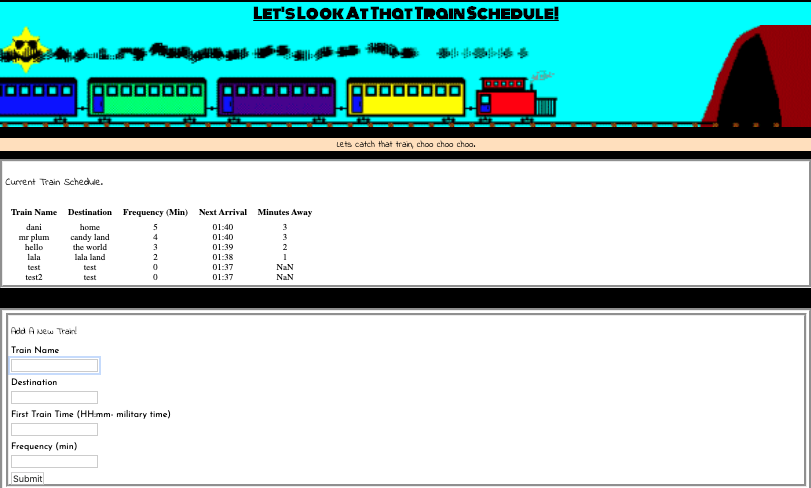 Let's Look At That Train Schedule!
Lets catch that train, choo choo choo.
Current Train Schedule.
Train Name Destination Frequency (Min) Next Arrival Minutes Away
dani home 5 01:40 3
mr plum candy land 4 01:40 3
hello the world 3 01:39 2
lala lala land 2 01:38 1
test test 0 01:37 NaN
test2 test 0 01:37 NaN
Add A New Train!
Train Name
Destination
First Train Time (HH:mm- military time)
Frequency (min)
Submit